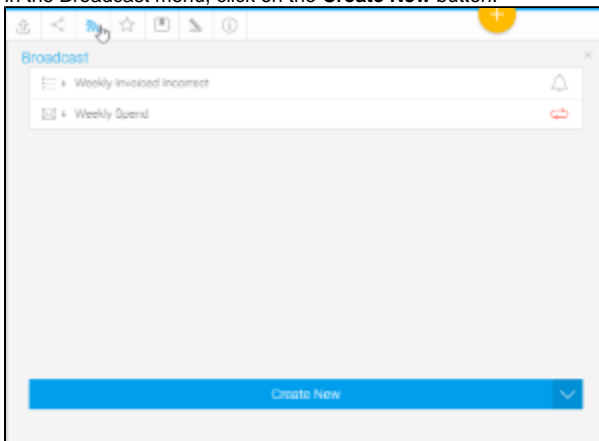 In the Broadcast menu, click on the Create New button.
Broadcast
Weekly Invoiced Incorrect
Weekly Spend
Create New